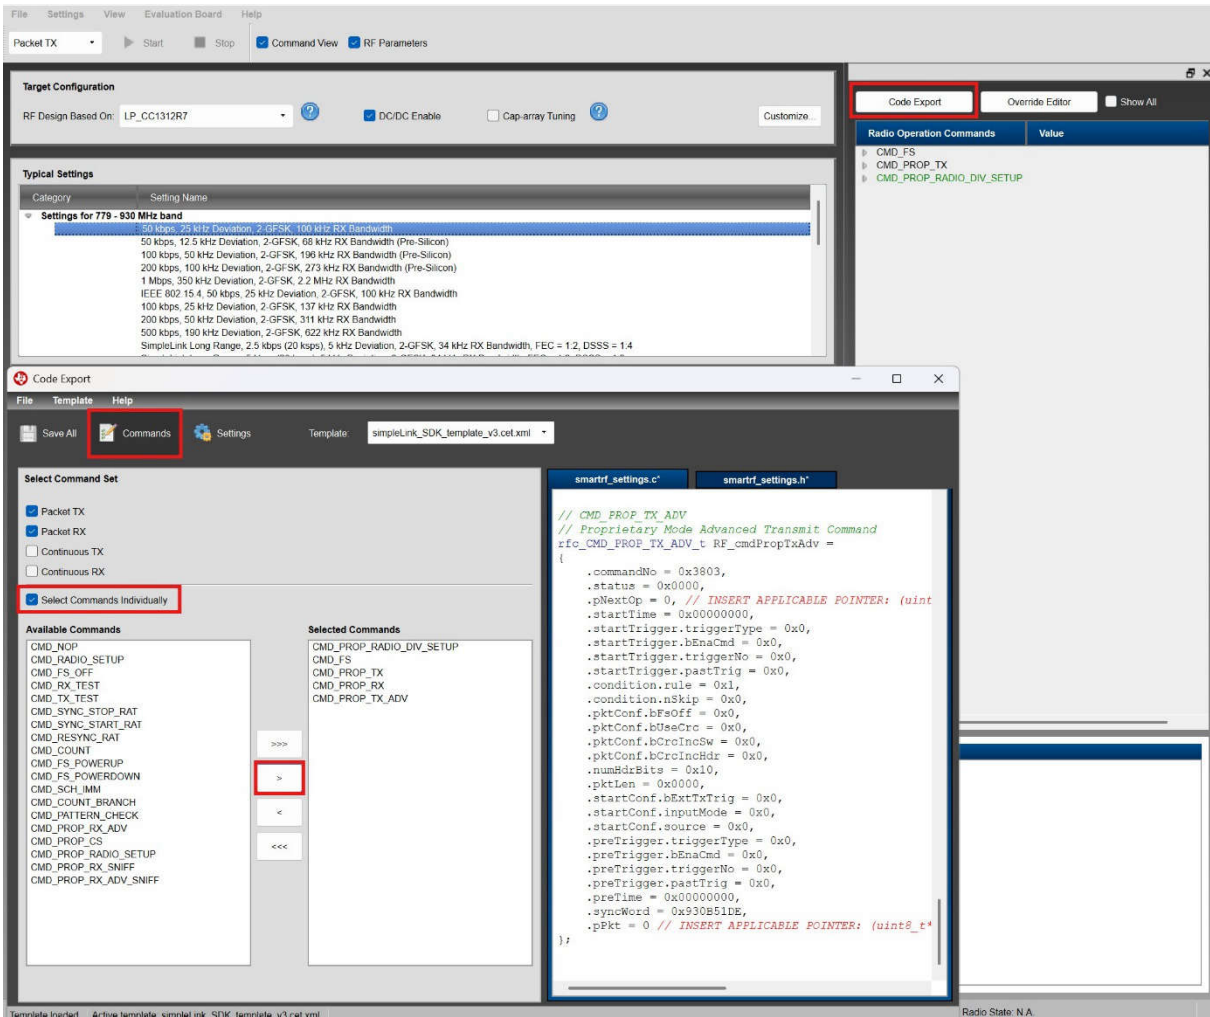 File Settings View Evaluation Board Help
Packet TX Start Stop Command View RF Parameters
Target Configuration
RF Design Based On: LP_CC1312R7 DC/DC Enable Cap-array Tuning Customize...
Typical Settings
Category Setting Name
Settings for 779 - 930 MHz band
50 kbps, 25 kHz Deviation, 2-GFSK, 100 kHz RX Bandwidth
50 kbps, 12.5 kHz Deviation, 2-GFSK, 68 kHz RX Bandwidth (Pre-Silicon)
100 kbps, 50 kHz Deviation, 2-GFSK, 196 kHz RX Bandwidth (Pre-Silicon)
200 kbps, 100 kHz Deviation, 2-GFSK, 273 kHz RX Bandwidth (Pre-Silicon)
1 Mbps, 350 kHz Deviation, 2-GFSK, 2.2 MHz RX Bandwidth
IEEE 802.15.4, 50 kbps, 25 kHz Deviation, 2-GFSK, 100 kHz RX Bandwidth
100 kbps, 25 kHz Deviation, 2-GFSK, 137 kHz RX Bandwidth
200 kbps, 50 kHz Deviation, 2-GFSK, 311 kHz RX Bandwidth
500 kbps, 190 kHz Deviation, 2-GFSK, 622 kHz RX Bandwidth
SimpleLink Long Range, 2.5 kbps (20 ksps), 5 kHz Deviation, 2-GFSK, 34 kHz RX Bandwidth, FEC = 1:2, DSSS = 1:4
Code Export Override Editor Show All
Radio Operation Commands Value
CMD_FS
CMD_PROP_TX
CMD_PROP_RADIO_DIV_SETUP
Code Export
File Template Help
Save All Commands Settings Template: simpleLink_SDK_template_v3.cet.xml
Select Command Set
Packet TX
Packet RX
Continuous TX
Continuous RX
Select Commands Individually
Available Commands
CMD_NOP
CMD_RADIO_SETUP
CMD_FS_OFF
CMD_RX_TEST
CMD_TX_TEST
CMD_SYNC_STOP_RAT
CMD_SYNC_START_RAT
CMD_RESYNC_RAT
CMD_COUNT
CMD_FS_POWERUP
CMD_FS_POWERDOWN
CMD_SCH_IMM
CMD_COUNT_BRANCH
CMD_PATTERN_CHECK
CMD_PROP_RX_ADV
CMD_PROP_CS
CMD_PROP_RADIO_SETUP
CMD_PROP_RX_SNIFF
CMD_PROP_RX_ADV_SNIFF
>>>
>
<
<<<
Selected Commands
CMD_PROP_RADIO_DIV_SETUP
CMD_FS
CMD_PROP_TX
CMD_PROP_RX
CMD_PROP_TX_ADV
smartrf_settings.c* smartrf_settings.h*
// CMD_PROP_TX_ADV
// Proprietary Mode Advanced Transmit Command
rfc_CMD_PROP_TX_ADV_t RF_cmdPropTxAdv =
{
.commandNo = 0x3803,
.status = 0x0000,
.pNextOp = 0, // INSERT APPLICABLE POINTER: (uint
.startTime = 0x00000000,
.startTrigger.triggerType = 0x0,
.startTrigger.bEnaCmd = 0x0,
.startTrigger.triggerNo = 0x0,
.startTrigger.pastTrig = 0x0,
.condition.rule = 0x1,
.condition.nSkip = 0x0,
.pktConf.bFsOff = 0x0,
.pktConf.bUseCrc = 0x0,
.pktConf.bCrcIncSw = 0x0,
.pktConf.bCrcIncHdr = 0x0,
.numHdrBits = 0x10,
.pktLen = 0x0000,
.startConf.bExtTxTrig = 0x0,
.startConf.inputMode = 0x0,
.startConf.source = 0x0,
.preTrigger.triggerType = 0x0,
.preTrigger.bEnaCmd = 0x0,
.preTrigger.triggerNo = 0x0,
.preTrigger.pastTrig = 0x0,
.preTime = 0x00000000,
.syncWord = 0x930B51DE,
.pPkt = 0 // INSERT APPLICABLE POINTER: (uint8_t*
};
Template loaded Active template: simpleLink_SDK_template_v3.cet.xml
Radio State: N.A.